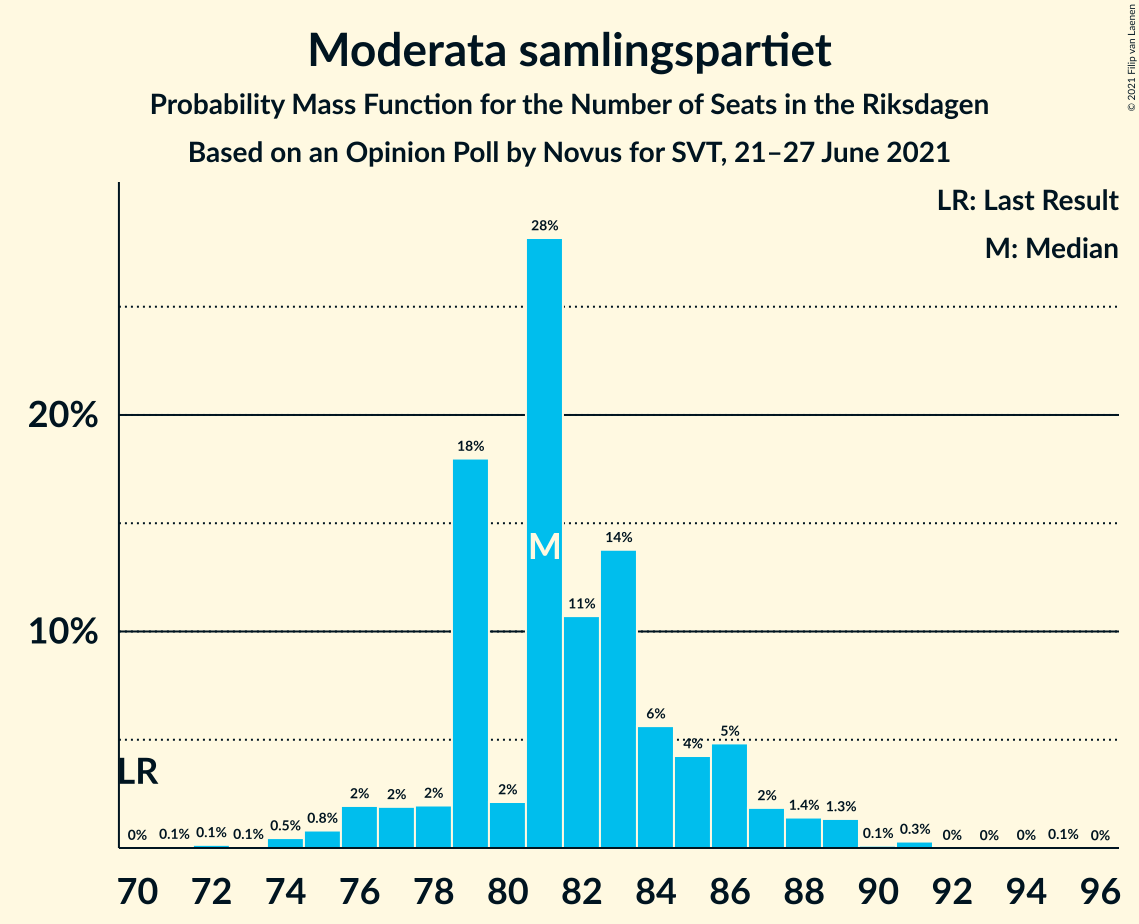 Moderata samlingspartiet
Probability Mass Function for the Number of Seats in the Riksdagen
Based on an Opinion Poll by Novus for SVT, 21–27 June 2021
© 2021 Filip van Laenen
LR: Last Result
M: Median
20%
10%
28%
18%
M
14%
11%
6%
4%
5%
LR
0% 0.1% 0.1% 0.1% 0.5% 0.8% 2% 2% 2% 2% 2% 1.4% 1.3% 0.1% 0.3% 0% 0% 0% 0.1% 0%
70 72 74 76 78 80 82 84 86 88 90 92 94 96